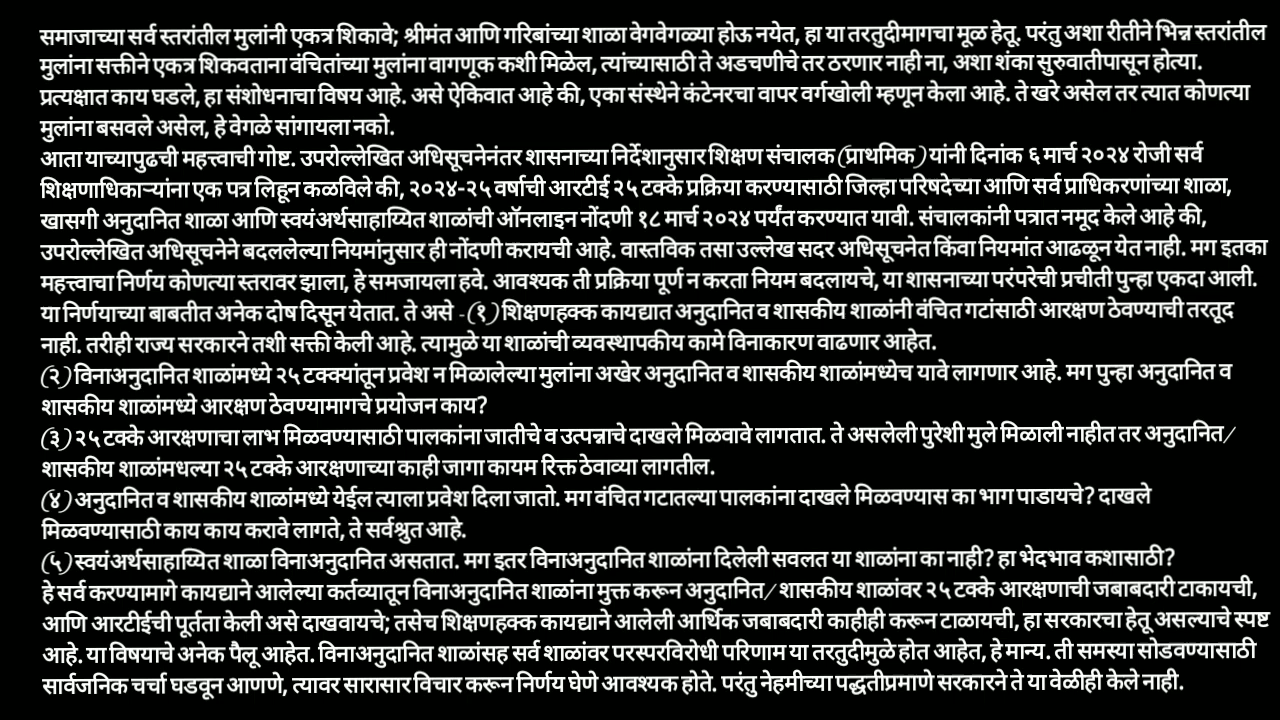 समाजाच्या सर्व स्तरांतील मुलांनी एकत्र शिकावे; श्रीमंत आणि गरिबांच्या शाळा वेगवेगळ्या होऊ नयेत, हा या तरतुदीमागचा मूळ हेतू. परंतु अशा रीतीने भिन्न स्तरांतील
मुलांना सक्तीने एकत्र शिकवताना वंचितांच्या मुलांना वागणूक कशी मिळेल, त्यांच्यासाठी ते अडचणीचे तर ठरणार नाही ना, अशा शंका सुरुवातीपासून होत्या.
प्रत्यक्षात काय घडले, हा संशोधनाचा विषय आहे. असे ऐकिवात आहे की, एका संस्थेने कंटेनरचा वापर वर्गखोली म्हणून केला आहे. ते खरे असेल तर त्यात कोणत्या
मुलांना बसवले असेल, हे वेगळे सांगायला नको.
आता याच्यापुढची महत्त्वाची गोष्ट. उपरोल्लेखित अधिसूचनेनंतर शासनाच्या निर्देशानुसार शिक्षण संचालक (प्राथमिक) यांनी दिनांक ६ मार्च २०२४ रोजी सर्व
शिक्षणाधिकाऱ्यांना एक पत्र लिहून कळविले की, २०२४-२५ वर्षाची आरटीई २५ टक्के प्रक्रिया करण्यासाठी जिल्हा परिषदेच्या आणि सर्व प्राधिकरणांच्या शाळा,
खासगी अनुदानित शाळा आणि स्वयंअर्थसाहाय्यित शाळांची ऑनलाइन नोंदणी १८ मार्च २०२४ पर्यंत करण्यात यावी. संचालकांनी पत्रात नमूद केले आहे की,
उपरोल्लेखित अधिसूचनेने बदललेल्या नियमांनुसार ही नोंदणी करायची आहे. वास्तविक तसा उल्लेख सदर अधिसूचनेत किंवा नियमांत आढळून येत नाही. मग इतका
महत्त्वाचा निर्णय कोणत्या स्तरावर झाला, हे समजायला हवे. आवश्यक ती प्रक्रिया पूर्ण न करता नियम बदलायचे, या शासनाच्या परंपरेची प्रचीती पुन्हा एकदा आली.
या निर्णयाच्या बाबतीत अनेक दोष दिसून येतात. ते असे - (१) शिक्षणहक्क कायद्यात अनुदानित व शासकीय शाळांनी वंचित गटांसाठी आरक्षण ठेवण्याची तरतूद
नाही. तरीही राज्य सरकारने तशी सक्ती केली आहे. त्यामुळे या शाळांची व्यवस्थापकीय कामे विनाकारण वाढणार आहेत.
(२) विनाअनुदानित शाळांमध्ये २५ टक्क्यांतून प्रवेश न मिळालेल्या मुलांना अखेर अनुदानित व शासकीय शाळांमध्येच यावे लागणार आहे. मग पुन्हा अनुदानित व
शासकीय शाळांमध्ये आरक्षण ठेवण्यामागचे प्रयोजन काय?
(३) २५ टक्के आरक्षणाचा लाभ मिळवण्यासाठी पालकांना जातीचे व उत्पन्नाचे दाखले मिळवावे लागतात. ते असलेली पुरेशी मुले मिळाली नाहीत तर अनुदानित/
शासकीय शाळांमधल्या २५ टक्के आरक्षणाच्या काही जागा कायम रिक्त ठेवाव्या लागतील.
(४) अनुदानित व शासकीय शाळांमध्ये येईल त्याला प्रवेश दिला जातो. मग वंचित गटातल्या पालकांना दाखले मिळवण्यास का भाग पाडायचे? दाखले
मिळवण्यासाठी काय काय करावे लागते, ते सर्वश्रुत आहे.
(५) स्वयंअर्थसाहाय्यित शाळा विनाअनुदानित असतात. मग इतर विनाअनुदानित शाळांना दिलेली सवलत या शाळांना का नाही? हा भेदभाव कशासाठी?
हे सर्व करण्यामागे कायद्याने आलेल्या कर्तव्यातून विनाअनुदानित शाळांना मुक्त करून अनुदानित/ शासकीय शाळांवर २५ टक्के आरक्षणाची जबाबदारी टाकायची,
आणि आरटीईची पूर्तता केली असे दाखवायचे; तसेच शिक्षणहक्क कायद्याने आलेली आर्थिक जबाबदारी काहीही करून टाळायची, हा सरकारचा हेतू असल्याचे स्पष्ट
आहे. या विषयाचे अनेक पैलू आहेत. विनाअनुदानित शाळांसह सर्व शाळांवर परस्परविरोधी परिणाम या तरतुदीमुळे होत आहेत, हे मान्य. ती समस्या सोडवण्यासाठी
सार्वजनिक चर्चा घडवून आणणे, त्यावर सारासार विचार करून निर्णय घेणे आवश्यक होते. परंतु नेहमीच्या पद्धतीप्रमाणे सरकारने ते या वेळीही केले नाही.